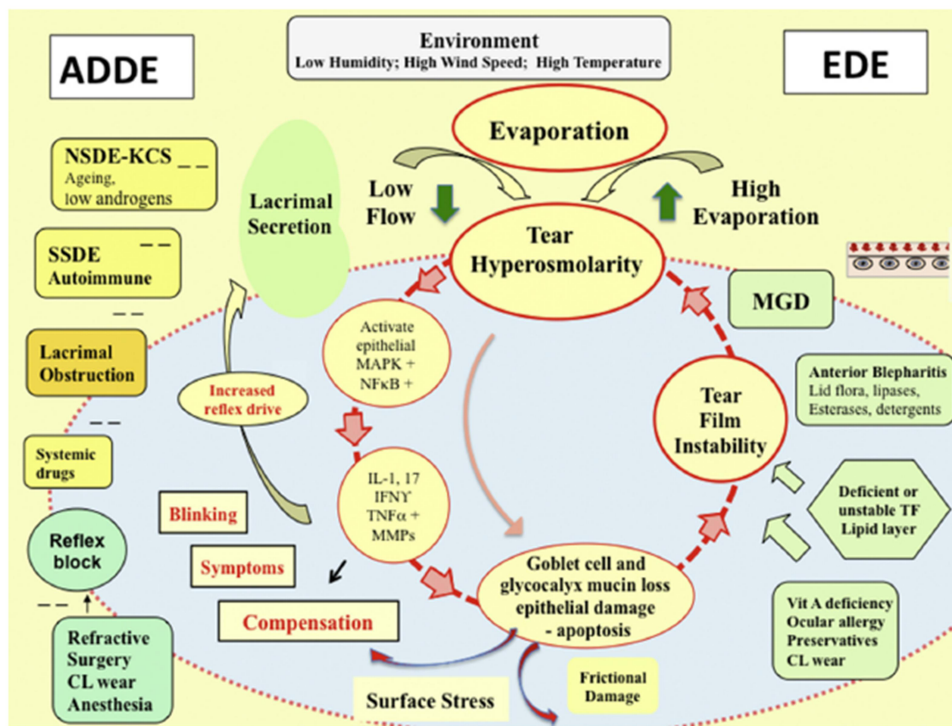 Environment
Low Humidity; High Wind Speed; High Temperature
ADDE
EDE
Evaporation
NSDE-KCS
Ageing,
low androgens
Lacrimal
Secretion
Low
Flow
High
Evaporation
Tear
Hyperosmolarity
SSDE
Autoimmune
MGD
Activate
epithelial
MAPK +
NFκB +
Lacrimal
Obstruction
Increased
reflex drive
Anterior Blepharitis
Lid flora, lipases,
Esterases, detergents
Tear
Film
Instability
Systemic
drugs
IL-1, 17
IFNϒ
TNFα +
MMPs
Blinking
Deficient or
unstable TF
Lipid layer
Reflex
block
Symptoms
Goblet cell and
glycocalyx mucin loss
epithelial damage
- apoptosis
Compensation
Vit A deficiency
Ocular allergy
Preservatives
CL wear
Refractive
Surgery
CL wear
Anesthesia
Surface Stress
Frictional
Damage